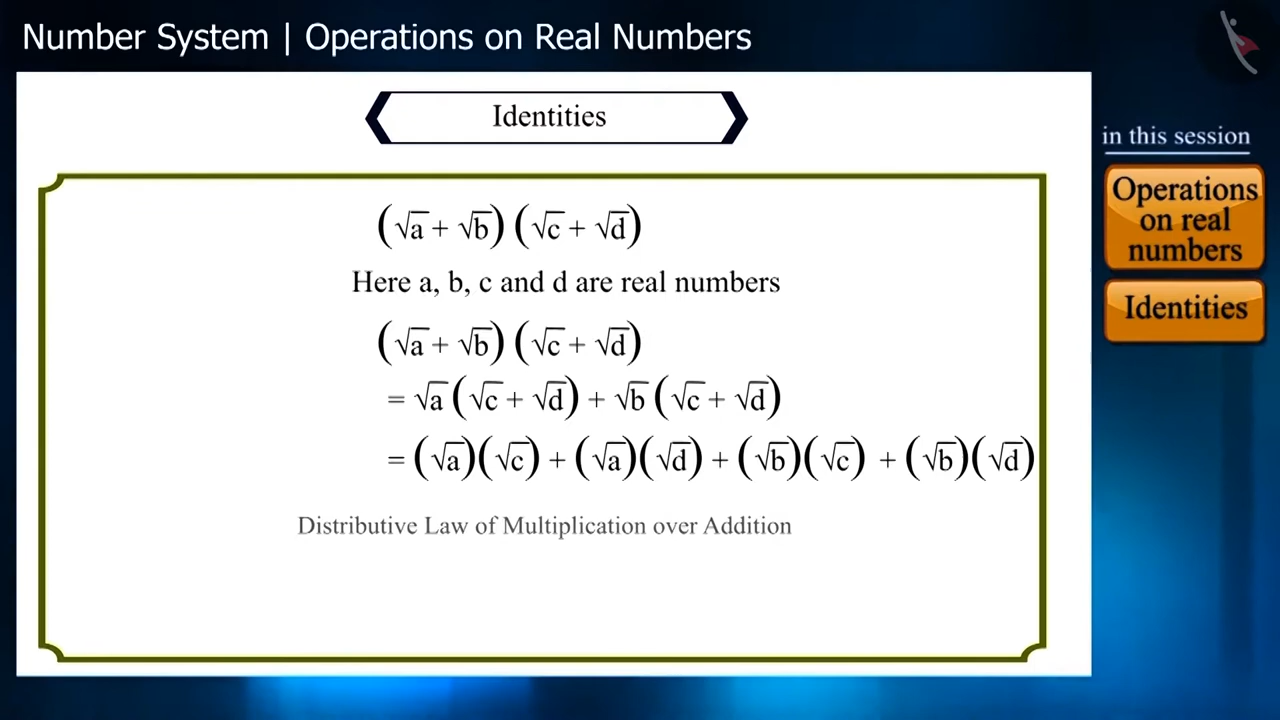 Number System | Operations on Real Numbers
Identities
in this session
Operations
on real
numbers
Identities
(√a + √b) (√c + √d)
Here a, b, c and d are real numbers
(√a + √b) (√c + √d)
= √a (√c + √d) + √b (√c + √d)
= (√a)(√c) + (√a)(√d) + (√b)(√c) + (√b)(√d)
Distributive Law of Multiplication over Addition